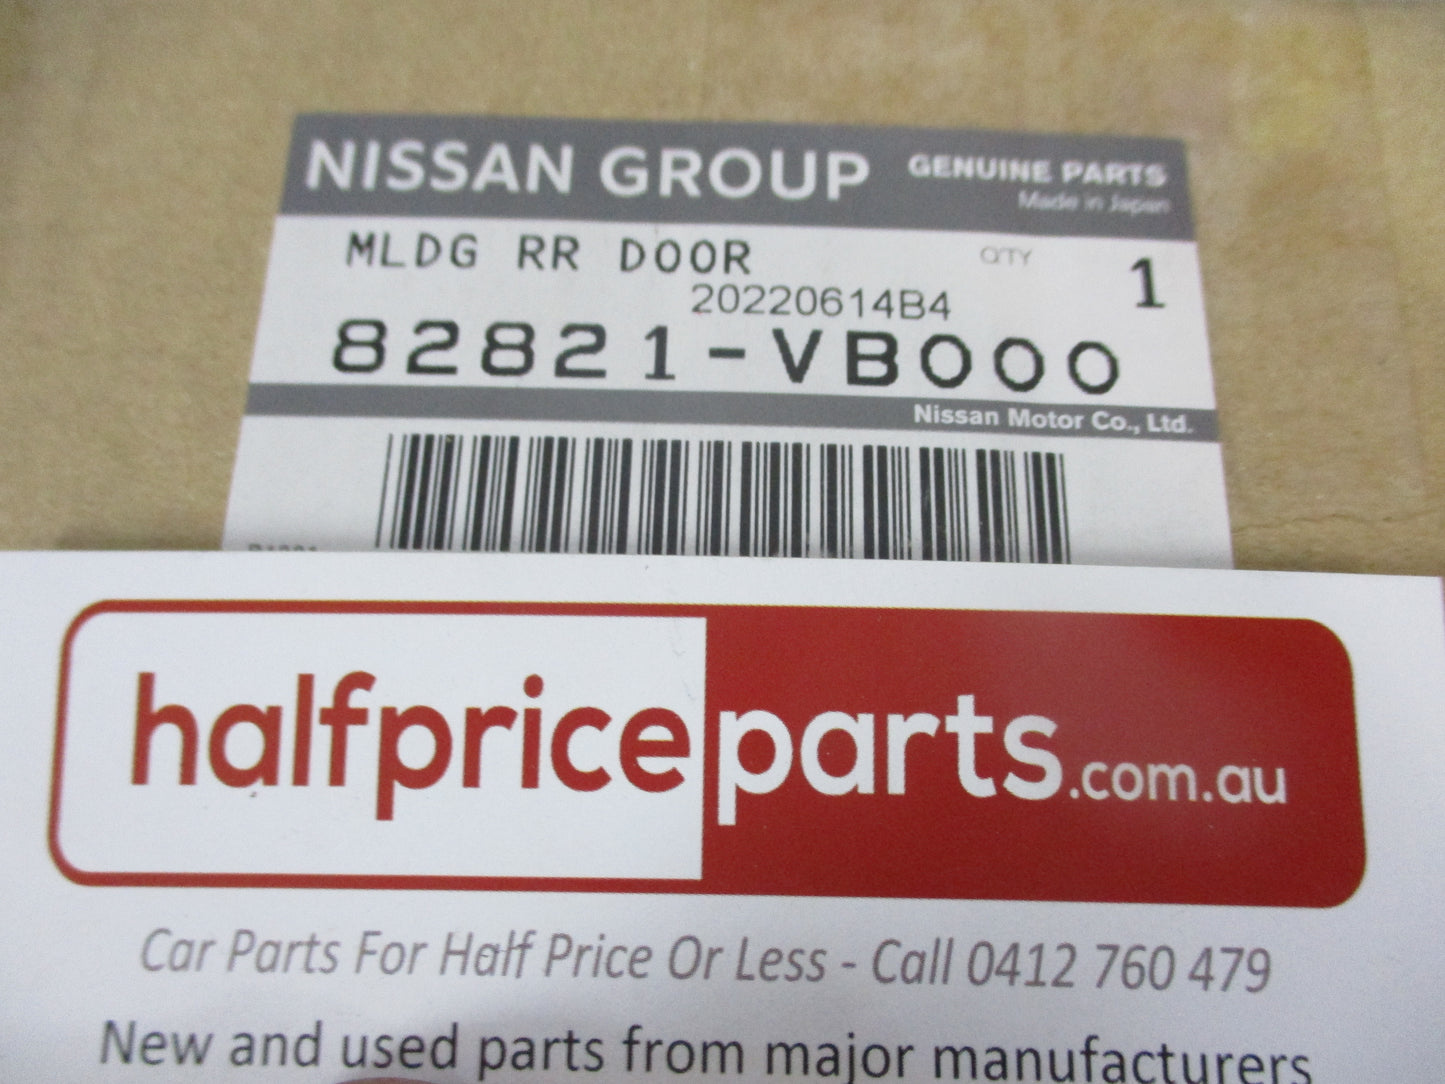 NISSAN GROUP GENUINE PARTS
Made in Japan
MLDG RR DOOR QTY 1
20220614B4
82821-VB000
Nissan Motor Co., Ltd.
halfpriceparts.com.au
Car Parts For Half Price Or Less - Call 0412 760 479
New and used parts from major manufacturers